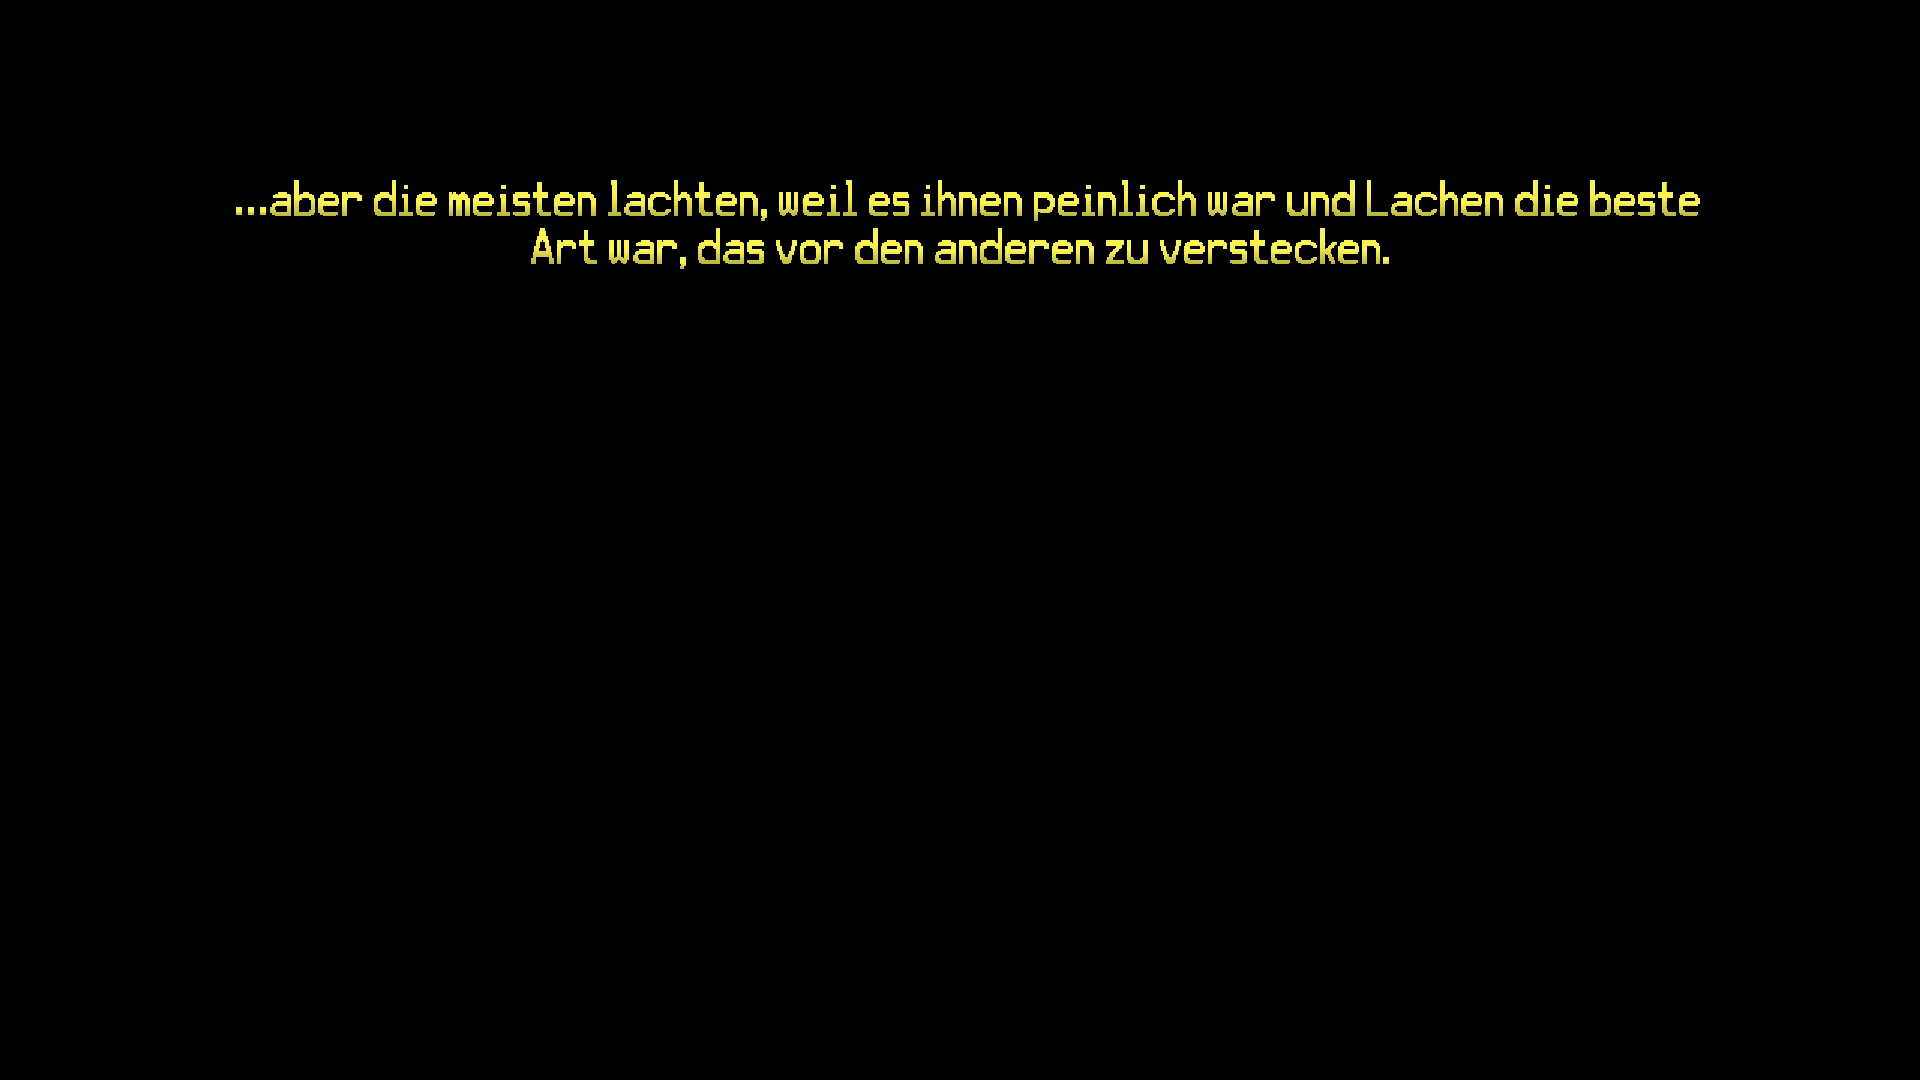 ...aber die meisten lachten, weil es ihnen peinlich war und Lachen die beste
Art war, das vor den anderen zu verstecken.